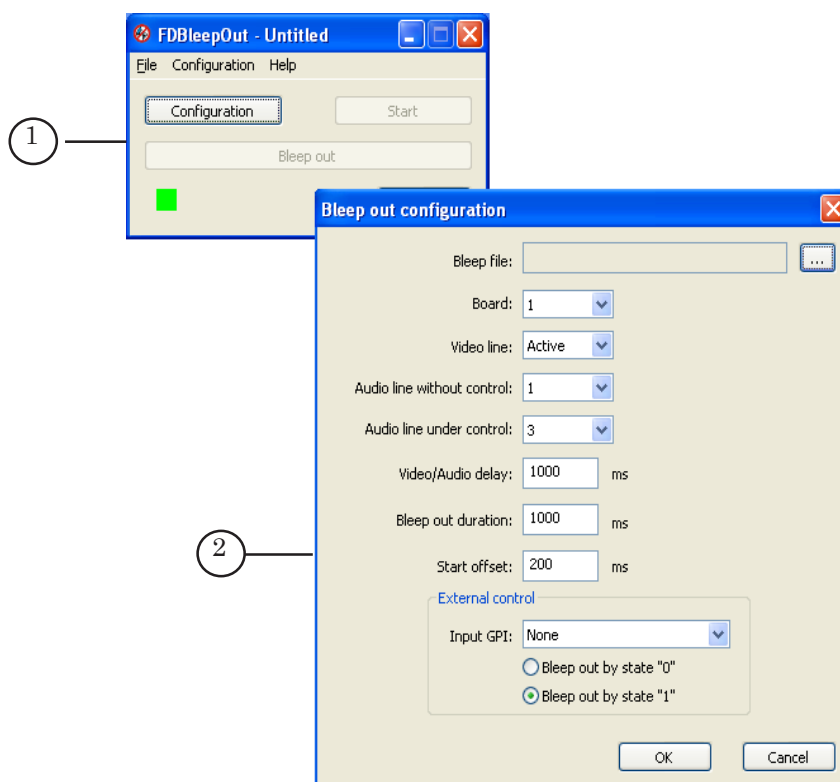 FDBleepOut - Untitled
File Configuration Help
Configuration Start
1
Bleep out
Bleep out configuration
Bleep file: ...
Board: 1
Video line: Active
Audio line without control: 1
Audio line under control: 3
Video/Audio delay: 1000 ms
Bleep out duration: 1000 ms
2
Start offset: 200 ms
External control
Input GPI: None
Bleep out by state "0"
Bleep out by state "1"
OK Cancel